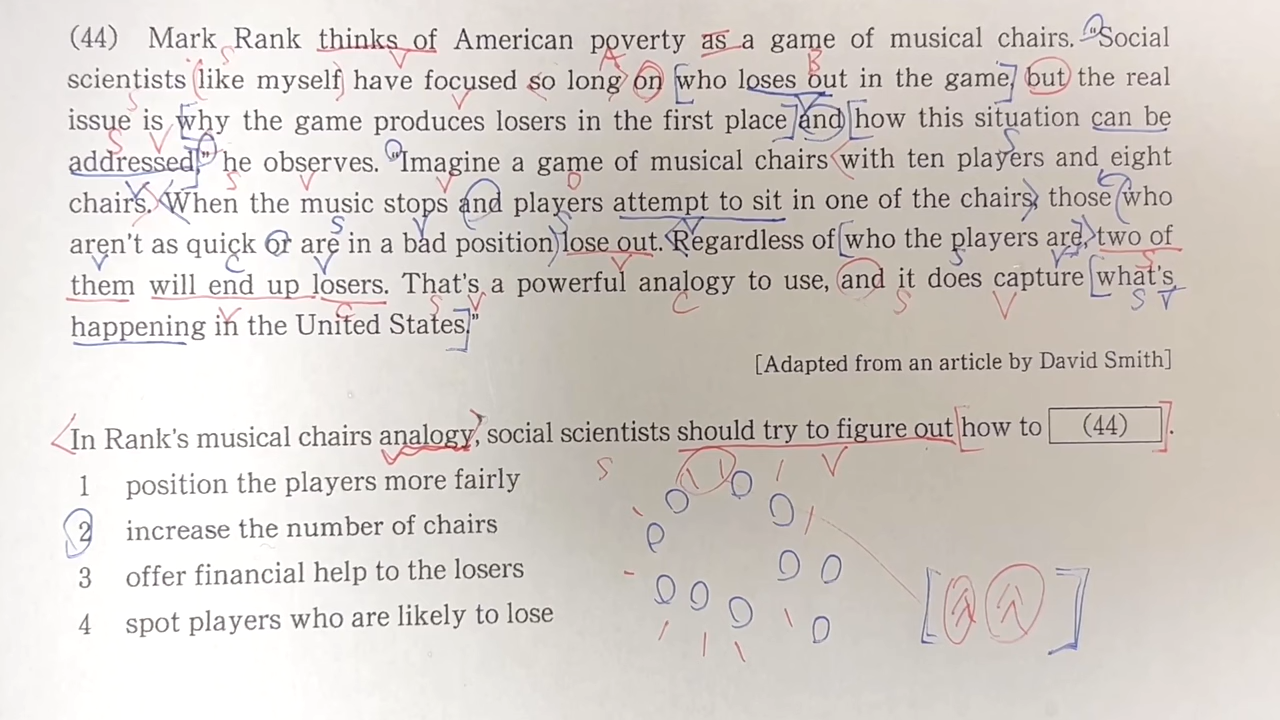 (44) Mark Rank thinks of American poverty as a game of musical chairs. "Social
scientists like myself have focused so long on who loses out in the game, but the real
issue is why the game produces losers in the first place and how this situation can be
addressed," he observes. "Imagine a game of musical chairs with ten players and eight
chairs. When the music stops and players attempt to sit in one of the chairs, those who
aren't as quick or are in a bad position lose out. Regardless of who the players are, two of
them will end up losers. That's a powerful analogy to use, and it does capture what's
happening in the United States."
[Adapted from an article by David Smith]
In Rank's musical chairs analogy, social scientists should try to figure out how to (44).
1 position the players more fairly
2 increase the number of chairs
3 offer financial help to the losers
4 spot players who are likely to lose